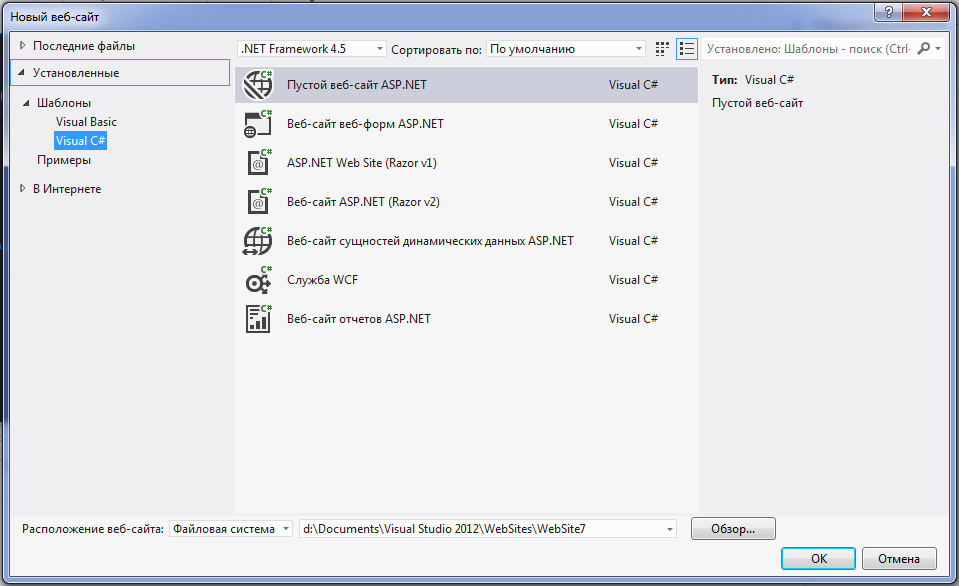 Новый веб-сайт
?
Последние файлы
Установленные
Шаблоны
Visual Basic
Visual C#
Примеры
В Интернете
.NET Framework 4.5 Сортировать по: По умолчанию
Установлено: Шаблоны - поиск (Ctrl-
C# Пустой веб-сайт ASP.NET Visual C#
C# Веб-сайт веб-форм ASP.NET Visual C#
C# @ ASP.NET Web Site (Razor v1) Visual C#
C# @ Веб-сайт ASP.NET (Razor v2) Visual C#
C# Веб-сайт сущностей динамических данных ASP.NET Visual C#
C# Служба WCF Visual C#
C# Веб-сайт отчетов ASP.NET Visual C#
Тип: Visual C#
Пустой веб-сайт
Расположение веб-сайта: Файловая система d:\Documents\Visual Studio 2012\WebSites\WebSite7 Обзор...
OK Отмена